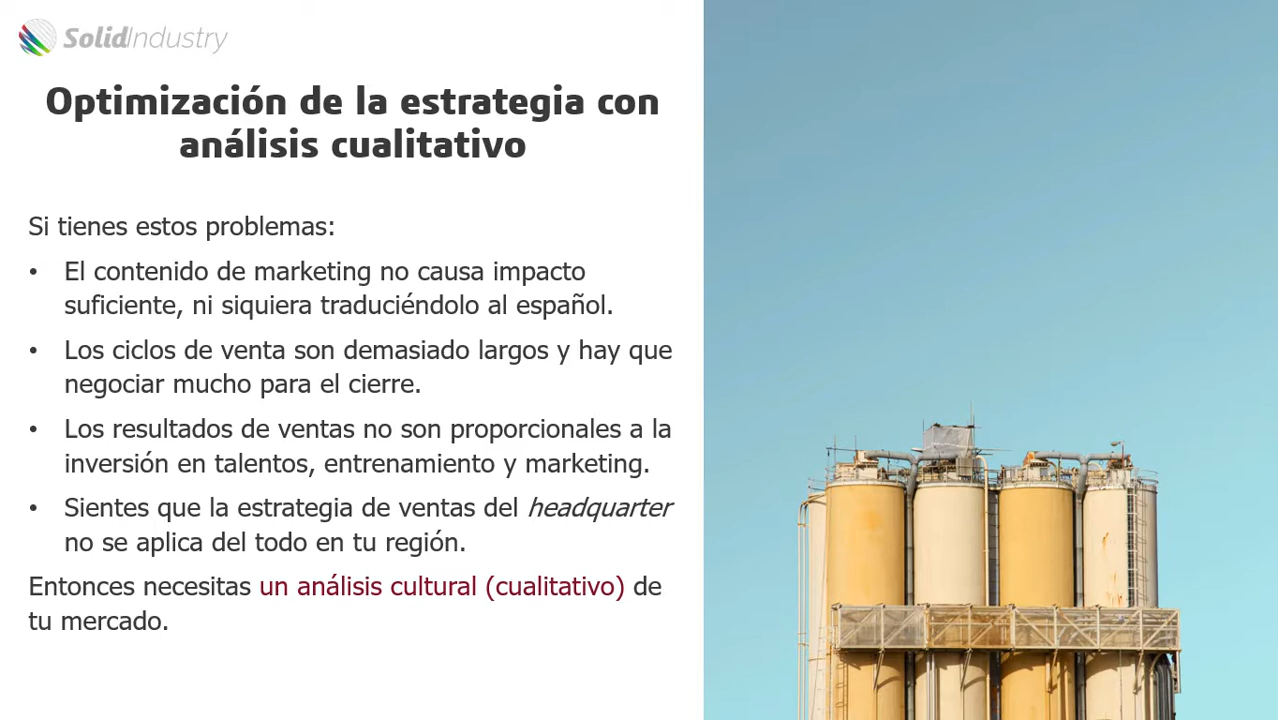 SolidIndustry
Optimización de la estrategia con
análisis cualitativo
Si tienes estos problemas:
• El contenido de marketing no causa impacto
suficiente, ni siquiera traduciéndolo al español.
• Los ciclos de venta son demasiado largos y hay que
negociar mucho para el cierre.
• Los resultados de ventas no son proporcionales a la
inversión en talentos, entrenamiento y marketing.
• Sientes que la estrategia de ventas del headquarter
no se aplica del todo en tu región.
Entonces necesitas un análisis cultural (cualitativo) de
tu mercado.